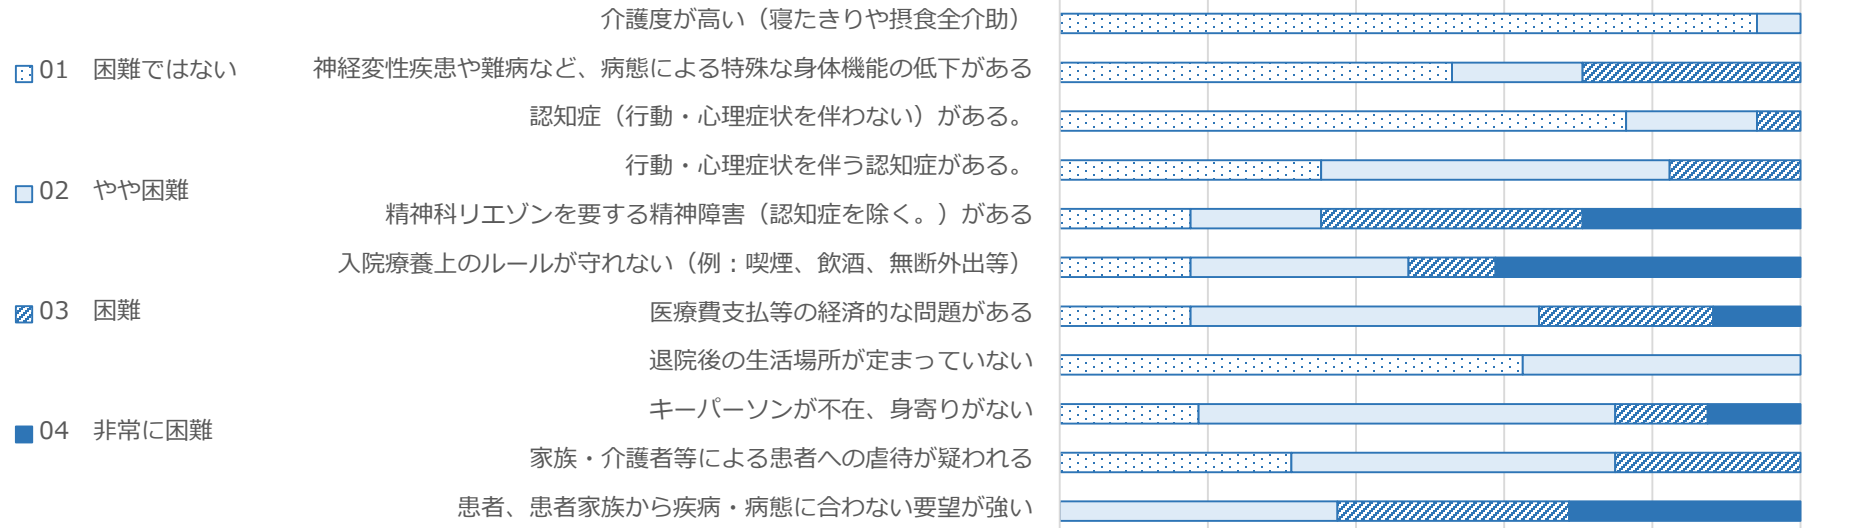 介護度が高い（寝たきりや摂食全介助）
01 困難ではない
神経変性疾患や難病など、病態による特殊な身体機能の低下がある
認知症（行動・心理症状を伴わない）がある。
行動・心理症状を伴う認知症がある。
02 やや困難
精神科リエゾンを要する精神障害（認知症を除く。）がある
入院療養上のルールが守れない（例：喫煙、飲酒、無断外出等）
03 困難
医療費支払等の経済的な問題がある
退院後の生活場所が定まっていない
キーパーソンが不在、身寄りがない
04 非常に困難
家族・介護者等による患者への虐待が疑われる
患者、患者家族から疾病・病態に合わない要望が強い